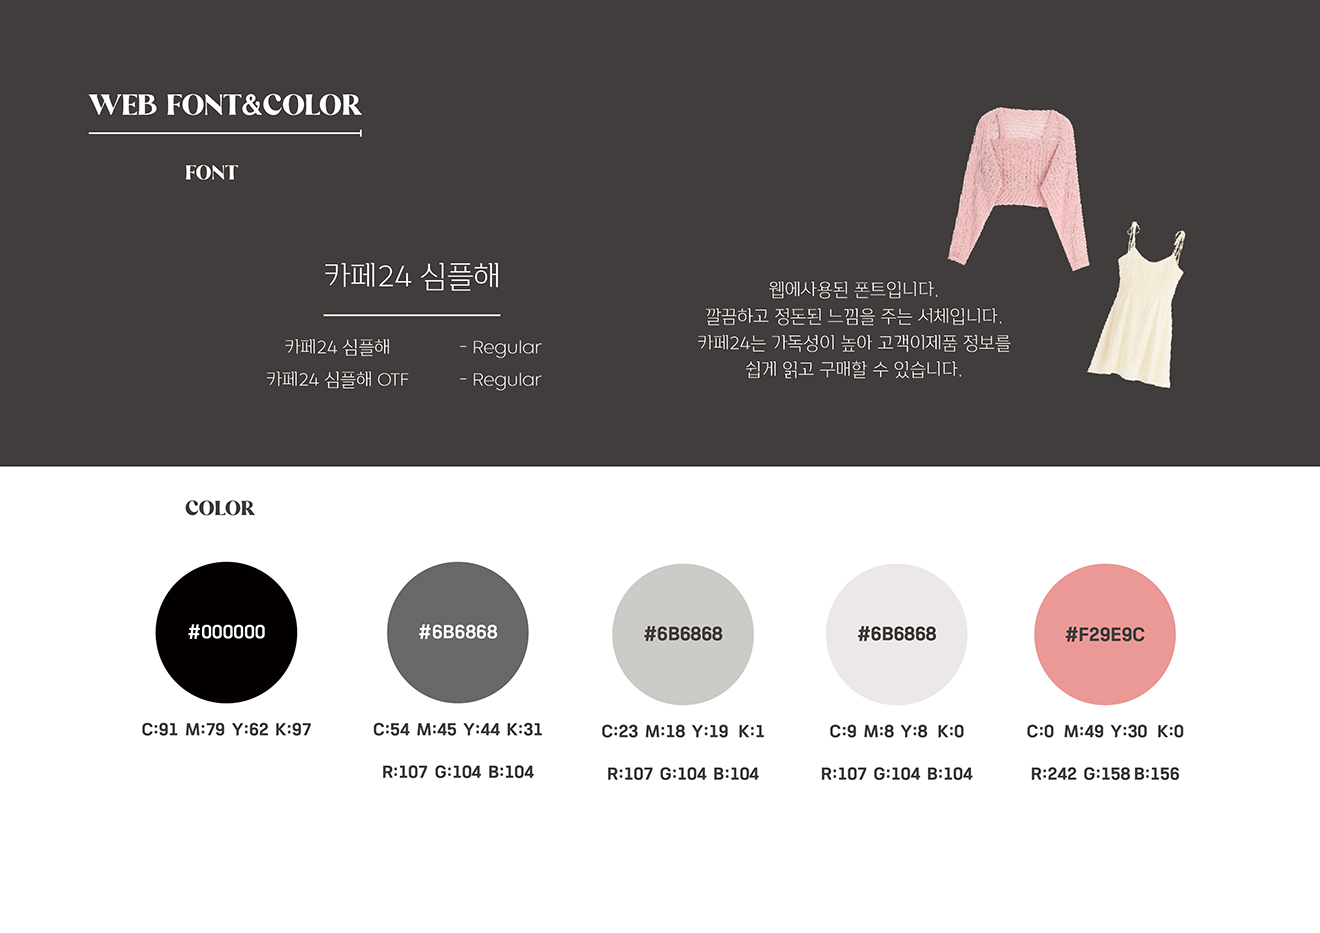 WEB FONT&COLOR
FONT
카페24 심플해
카페24 심플해 - Regular
카페24 심플해 OTF - Regular
웹에사용된 폰트입니다.
깔끔하고 정돈된 느낌을 주는 서체입니다.
카페24는 가독성이 높아 고객이제품 정보를
쉽게 읽고 구매할 수 있습니다.
COLOR
#000000
C:91 M:79 Y:62 K:97
#6B6868
C:54 M:45 Y:44 K:31
R:107 G:104 B:104
#6B6868
C:23 M:18 Y:19 K:1
R:107 G:104 B:104
#6B6868
C:9 M:8 Y:8 K:0
R:107 G:104 B:104
#F29E9C
C:0 M:49 Y:30 K:0
R:242 G:158 B:156